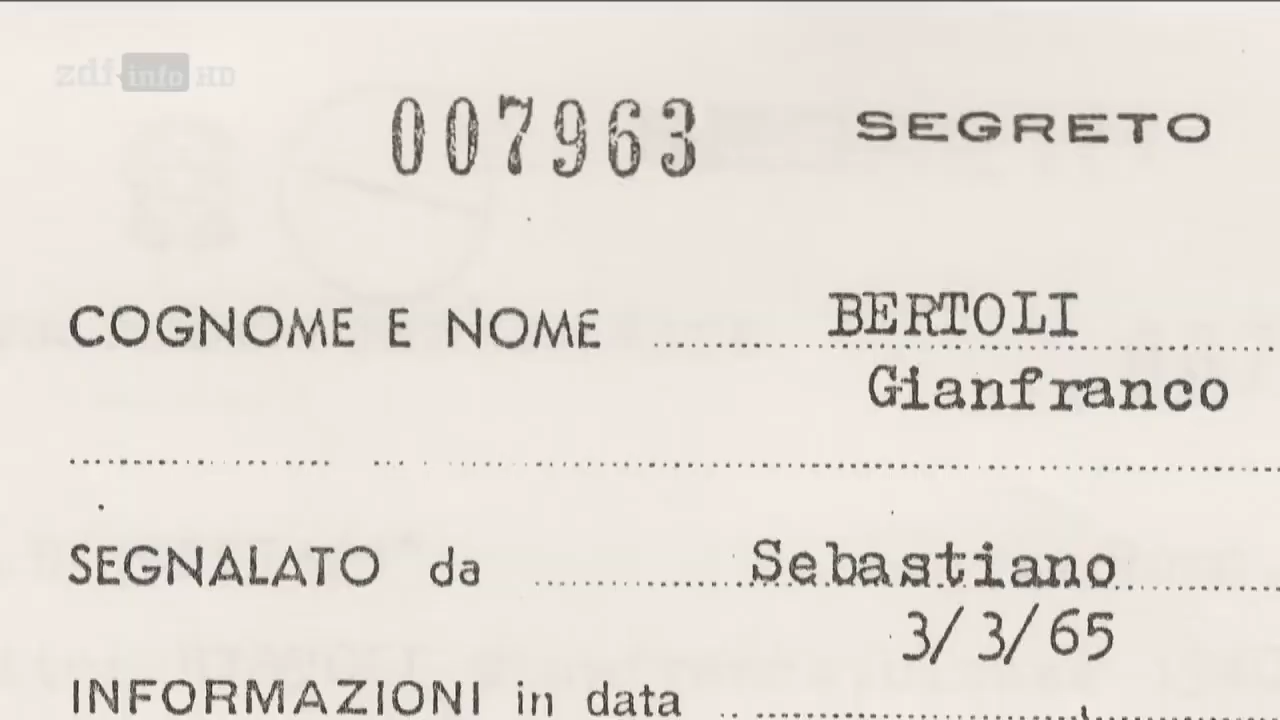 zdf info HD
007963 SEGRETO
COGNOME E NOME BERTOLI
Gianfranco
SEGNALATO da Sebastiano
3/3/65
INFORMAZIONI in data